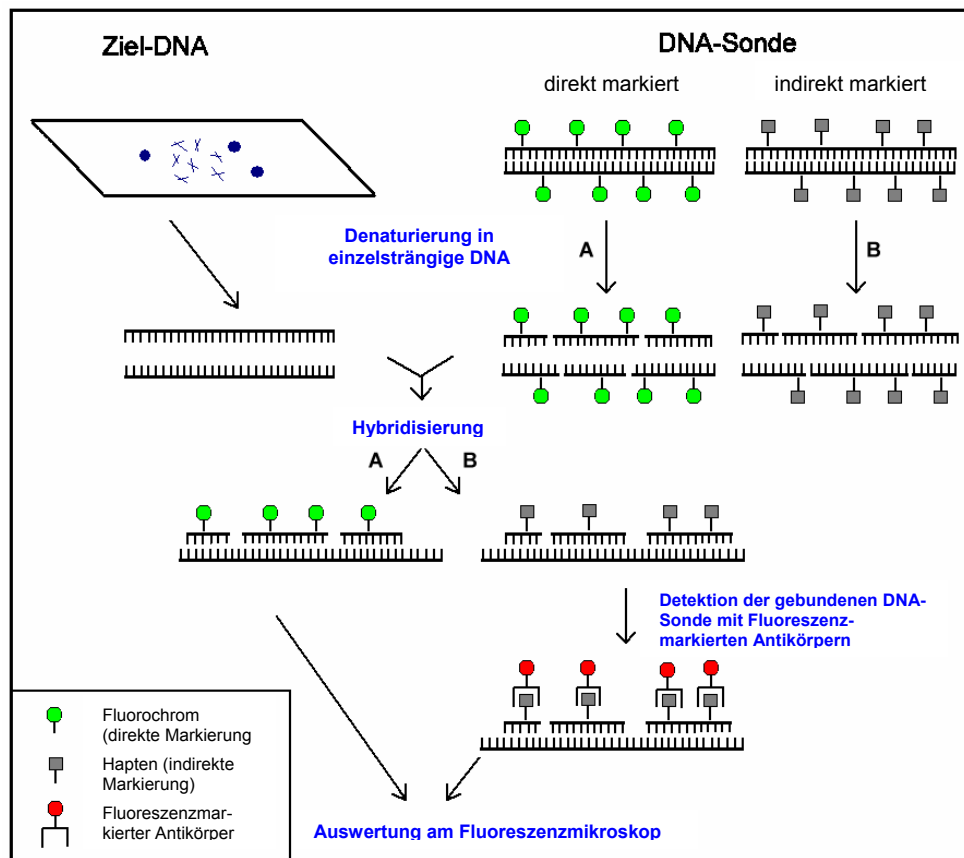 Ziel-DNA
DNA-Sonde
direkt markiert
indirekt markiert
Denaturierung in
einzelsträngige DNA
A
B
Hybridisierung
A
B
Detektion der gebundenen DNA-
Sonde mit Fluoreszenz-
markierten Antikörpern
Fluorochrom
(direkte Markierung
Hapten (indirekte
Markierung)
Fluoreszenzmar-
kierter Antikörper
Auswertung am Fluoreszenzmikroskop